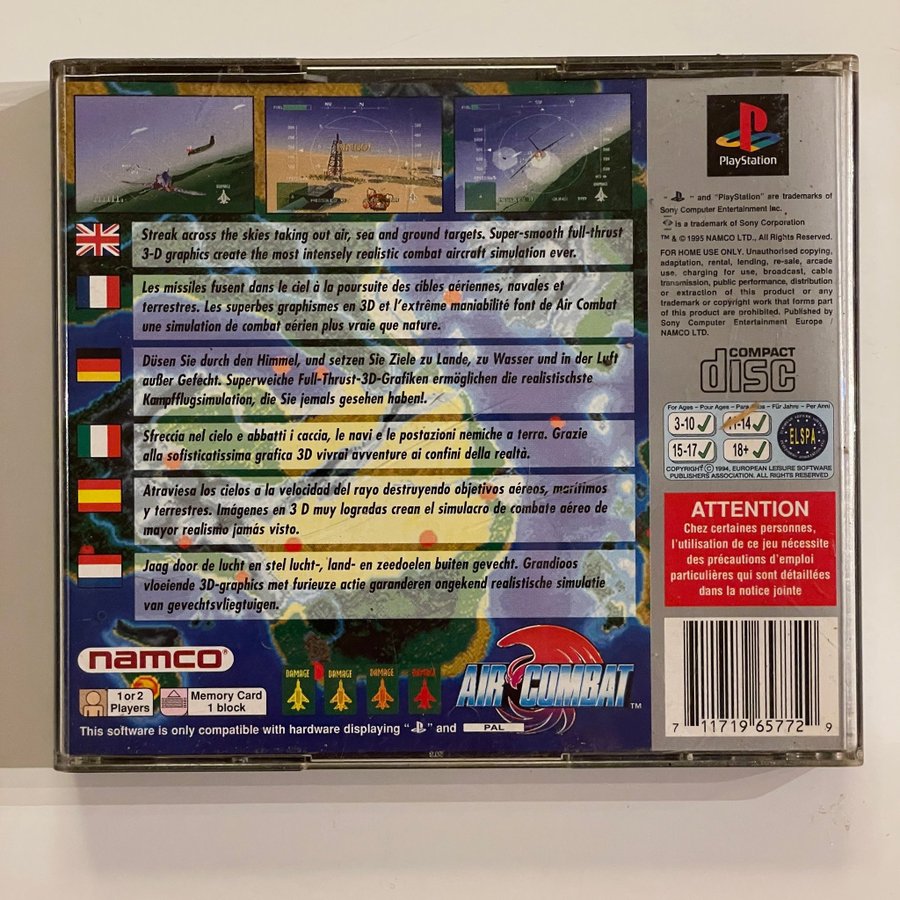 Streak across the skies taking out air, sea and ground targets. Super-smooth full-thrust
3-D graphics create the most intensely realistic combat aircraft simulation ever.
Les missiles fusent dans le ciel à la poursuite des cibles aériennes, navales et
terrestres. Les superbes graphismes en 3D et l'extrême maniabilité font de Air Combat
une simulation de combat aérien plus vraie que nature.
Düsen Sie durch den Himmel, und setzen Sie Ziele zu Lande, zu Wasser und in der Luft
außer Gefecht. Superweiche Full-Thrust-3D-Grafiken ermöglichen die realistischste
Kampfflugsimulation, die Sie jemals gesehen haben!.
Sfreccia nel cielo e abbatti i caccia, le navi e le postazioni nemiche a terra. Grazie
alla sofisticatissima grafica 3D vivrai avventure ai confini della realtà.
Atraviesa los cielos a la velocidad del rayo destruyendo objetivos aéreos, marítimos
y terrestres. Imágenes en 3 D muy logradas crean el simulacro de combate aéreo de
mayor realismo jamás visto.
Jaag door de lucht en stel lucht-, land- en zeedoelen buiten gevecht. Grandioos
vloeiende 3D-graphics met furieuze actie garanderen ongekend realistische simulatie
van gevechtsvliegtuigen.
namco®
DAMAGE DAMAGE DAMAGE DAMAGE
AIR COMBAT ™
1 or 2
Players
Memory Card
1 block
This software is only compatible with hardware displaying " " and PAL
PlayStation
" " and "PlayStation" are trademarks of
Sony Computer Entertainment Inc.
is a trademark of Sony Corporation
™ & © 1995 NAMCO LTD., All Rights Reserved.
FOR HOME USE ONLY. Unauthorised copying,
adaptation, rental, lending, re-sale, arcade
use, charging for use, broadcast, cable
transmission, public performance, distribution
or extraction of this product or any
trademark or copyright work that forms part
of this product are prohibited. Published by
Sony Computer Entertainment Europe /
NAMCO LTD.
COMPACT
disc
For Ages - Pour Ages - Para Años - Für Jahre - Per Anni
3-10 11-14
15-17 18+
ELSPA
COPYRIGHT © 1994, EUROPEAN LEISURE SOFTWARE
PUBLISHERS ASSOCIATION. ALL RIGHTS RESERVED
ATTENTION
Chez certaines personnes,
l'utilisation de ce jeu nécessite
des précautions d'emploi
particulières qui sont détaillées
dans la notice jointe
7 11719 65772 9